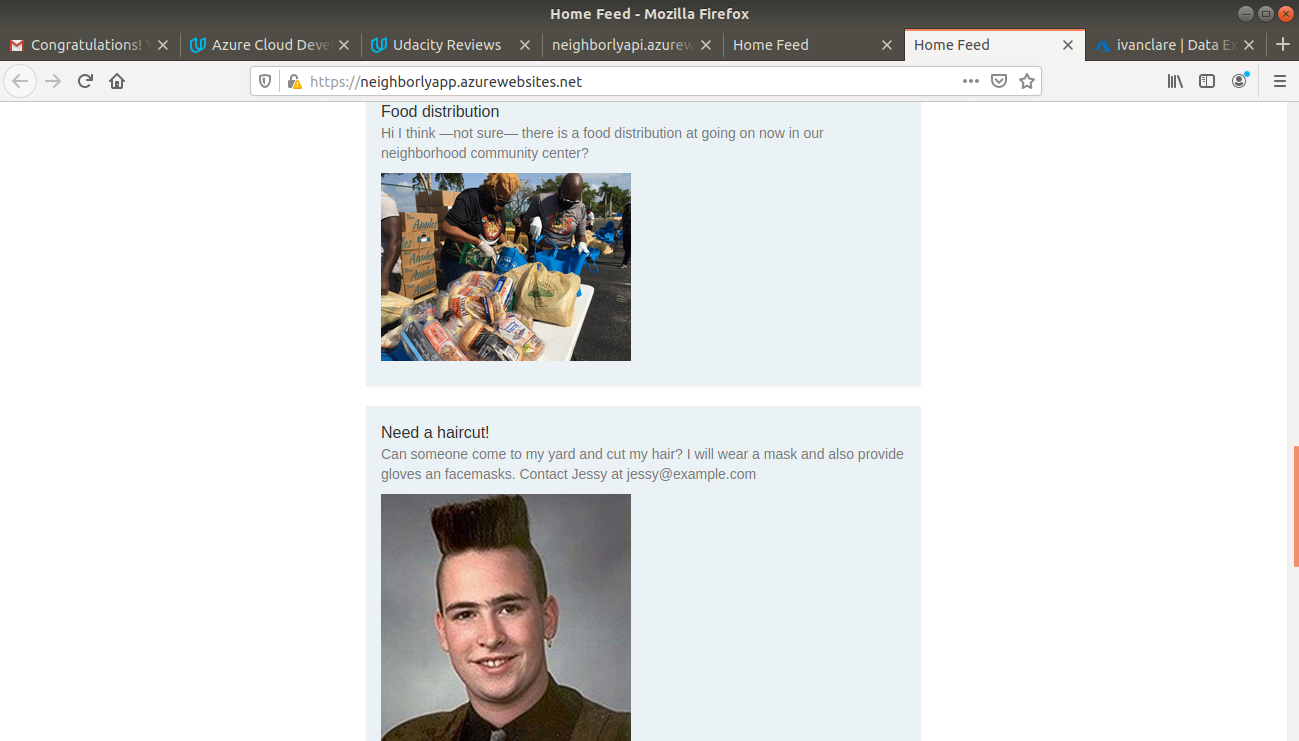 Home Feed - Mozilla Firefox
Congratulations! Azure Cloud Deve Udacity Reviews neighborlyapi.azurew Home Feed Home Feed ivanclare | Data Ex
https://neighborlyapp.azurewebsites.net
Food distribution
Hi I think —not sure— there is a food distribution at going on now in our
neighborhood community center?
Apples
Apples
Apples
Need a haircut!
Can someone come to my yard and cut my hair? I will wear a mask and also provide
gloves an facemasks. Contact Jessy at jessy@example.com